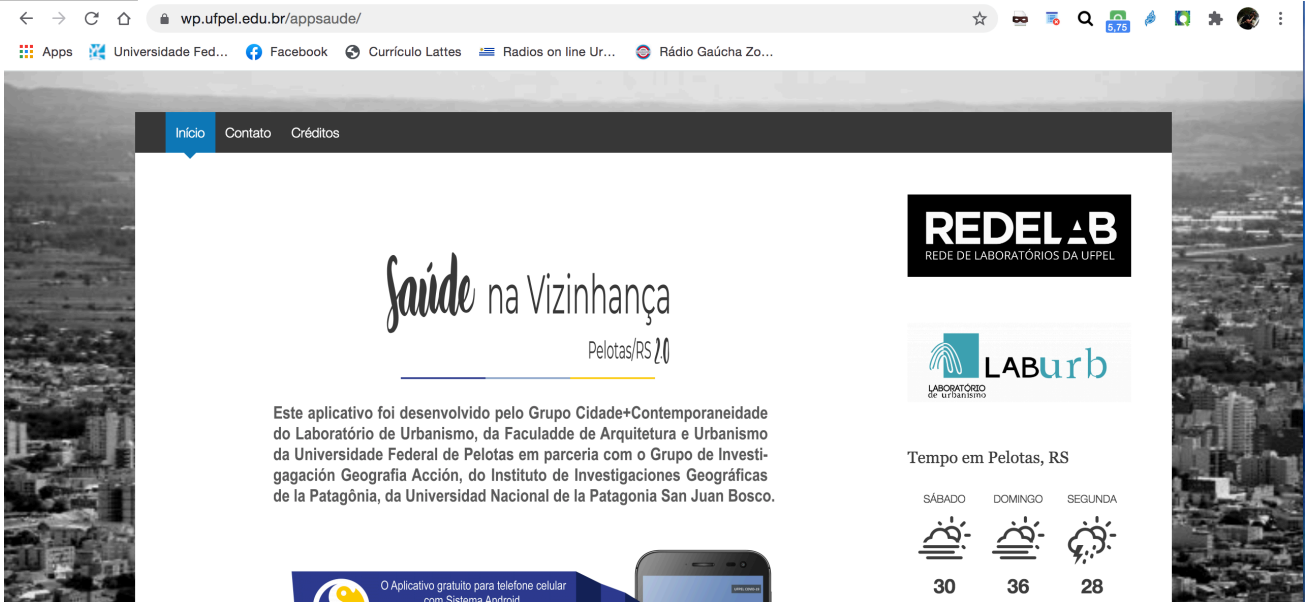 wp.ufpel.edu.br/appsaude/
5,75
Apps
Universidade Fed...
Facebook
Currículo Lattes
Radios on line Ur...
Rádio Gaúcha Zo...
Início
Contato
Créditos
REDELAB
REDE DE LABORATÓRIOS DA UFPEL
Saúde na Vizinhança
Pelotas/RS 2.0
LABurb
LABORATÓRIO
de urbanismo
Este aplicativo foi desenvolvido pelo Grupo Cidade+Contemporaneidade
do Laboratório de Urbanismo, da Faculadde de Arquitetura e Urbanismo
da Universidade Federal de Pelotas em parceria com o Grupo de Investi-
gagación Geografia Acción, do Instituto de Investigaciones Geográficas
de la Patagônia, da Universidad Nacional de la Patagonia San Juan Bosco.
Tempo em Pelotas, RS
SÁBADO DOMINGO SEGUNDA
30 36 28
O Aplicativo gratuito para telefone celular
com Sistema Android
UFPEL COVID-19